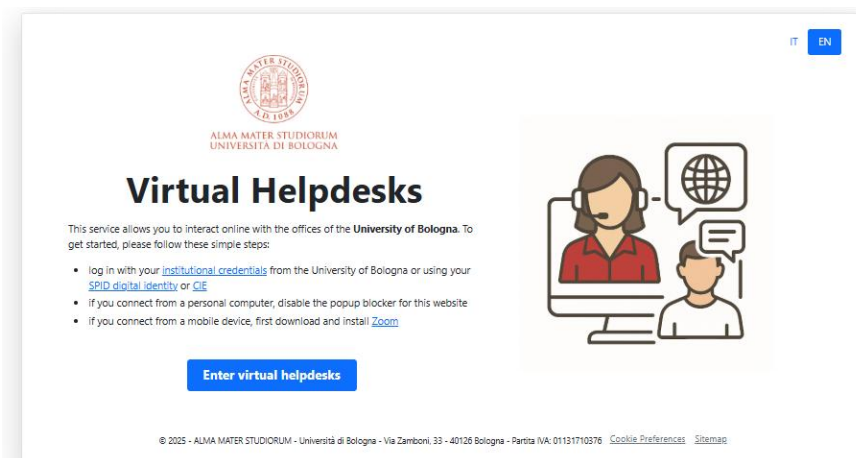 IT EN
ALMA MATER STUDIORUM
A.D. 1088
ALMA MATER STUDIORUM
UNIVERSITÀ DI BOLOGNA
Virtual Helpdesks
This service allows you to interact online with the offices of the University of Bologna. To
get started, please follow these simple steps:
• log in with your institutional credentials from the University of Bologna or using your
SPID digital identity or CIE
• if you connect from a personal computer, disable the popup blocker for this website
• if you connect from a mobile device, first download and install Zoom
Enter virtual helpdesks
© 2025 - ALMA MATER STUDIORUM - Università di Bologna - Via Zamboni, 33 - 40126 Bologna - Partita IVA: 01131710376 Cookie Preferences Sitemap